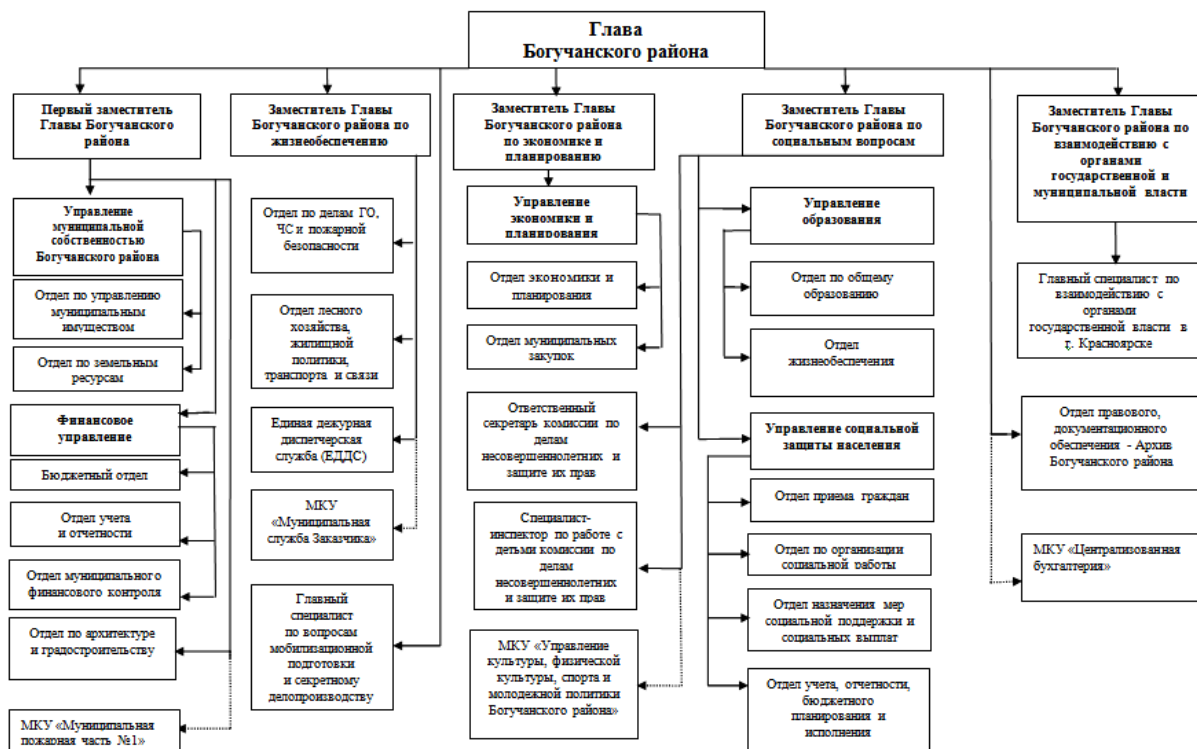 Глава
Богучанского района
Первый заместитель
Главы Богучанского
района
Управление
муниципальной
собственностью
Богучанского района
Отдел по управлению
муниципальным
имуществом
Отдел по земельным
ресурсам
Финансовое
управление
Бюджетный отдел
Отдел учета
и отчетности
Отдел муниципального
финансового контроля
Отдел по архитектуре
и градостроительству
МКУ «Муниципальная
пожарная часть №1»
Заместитель Главы
Богучанского района по
жизнеобеспечению
Отдел по делам ГО,
ЧС и пожарной
безопасности
Отдел лесного
хозяйства,
жилищной
политики,
транспорта и связи
Единая дежурная
диспетчерская
служба (ЕДДС)
МКУ
«Муниципальная
служба Заказчика»
Главный
специалист
по вопросам
мобилизационной
подготовки
и секретному
делопроизводству
Заместитель Главы
Богучанского района
по экономике и
планированию
Управление
экономики и
планирования
Отдел экономики и
планирования
Отдел муниципальных
закупок
Ответственный
секретарь комиссии по
делам
несовершеннолетних и
защите их прав
Специалист-
инспектор по работе с
детьми комиссии по
делам
несовершеннолетних
и защите их прав
МКУ «Управление
культуры, физической
культуры, спорта и
молодежной политики
Богучанского района»
Заместитель Главы
Богучанского района по
социальным вопросам
Управление
образования
Отдел по общему
образованию
Отдел
жизнеобеспечения
Управление социальной
защиты населения
Отдел приема граждан
Отдел по организации
социальной работы
Отдел назначения мер
социальной поддержки и
социальных выплат
Отдел учета, отчетности,
бюджетного
планирования и
исполнения
Заместитель Главы
Богучанского района по
взаимодействию с
органами
государственной и
муниципальной власти
Главный специалист по
взаимодействию с
органами
государственной власти в
г. Красноярске
Отдел правового,
документационного
обеспечения - Архив
Богучанского района
МКУ «Централизованная
бухгалтерия»